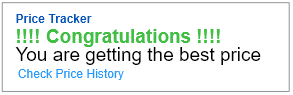 Price Tracker
!!!! Congratulations !!!!
You are getting the best price
Check Price History